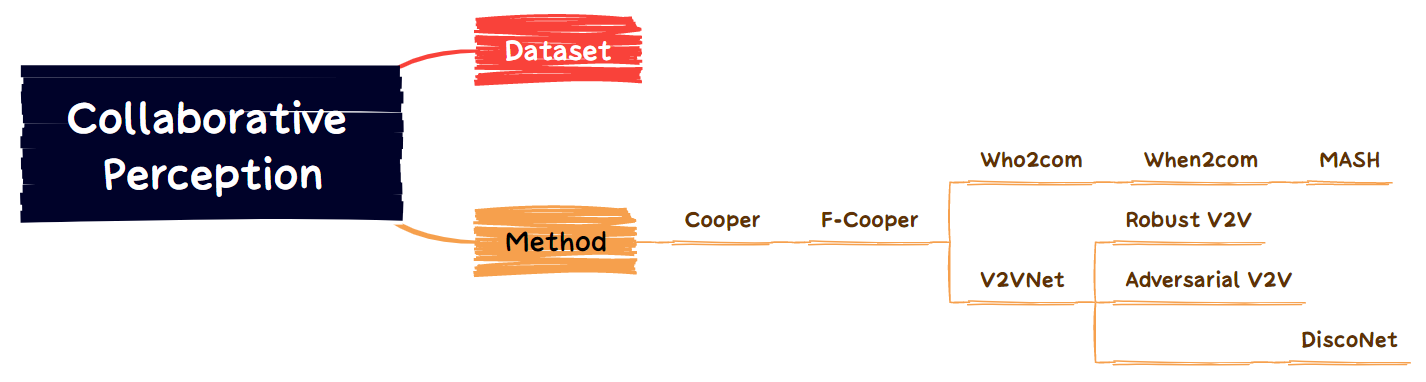 Collaborative
Perception
Dataset
Method
Cooper
F-Cooper
Who2com
When2com
MASH
V2VNet
Robust V2V
Adversarial V2V
DiscoNet